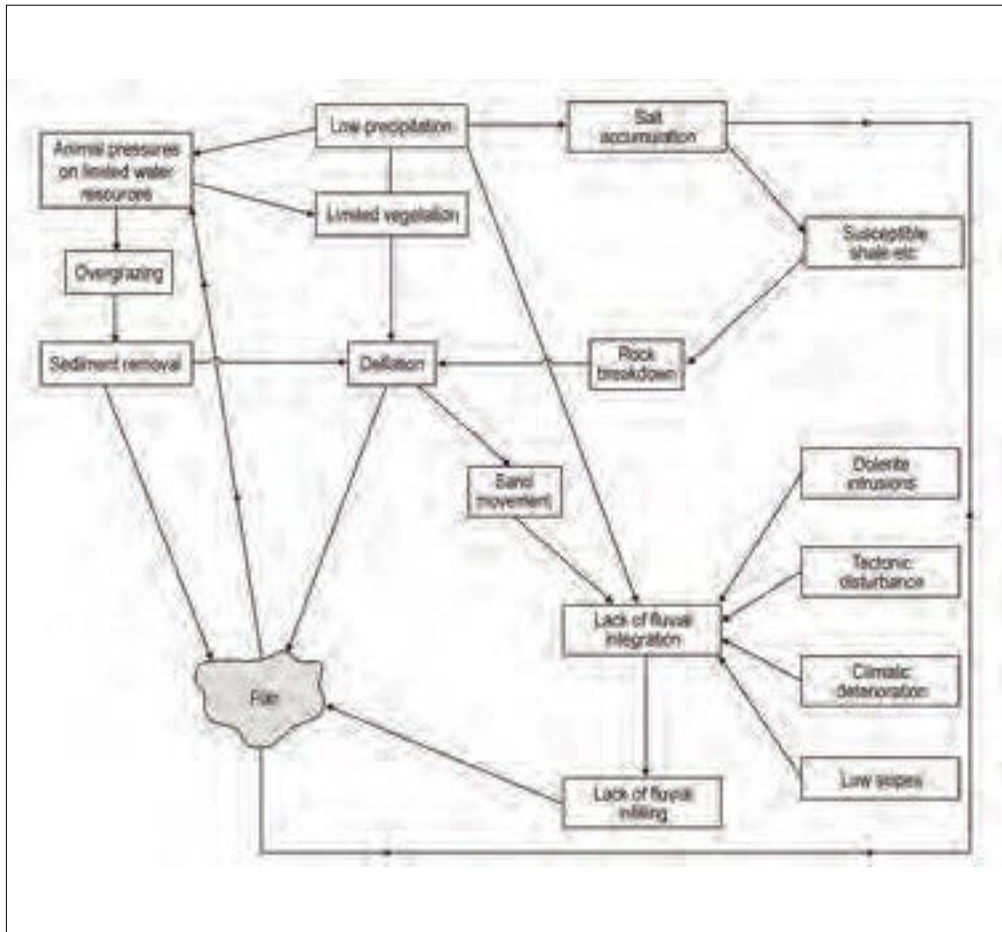 Low precipitation
Salt
accumulation
Animal pressures
on limited water
resources
Limited vegetation
Susceptible
shale etc
Overgrazing
Sediment removal
Deflation
Rock
breakdown
Sand
movement
Dolerite
intrusions
Tectonic
disturbance
Lack of fluvial
integration
Climatic
deterioration
Pan
Low slopes
Lack of fluvial
infilling